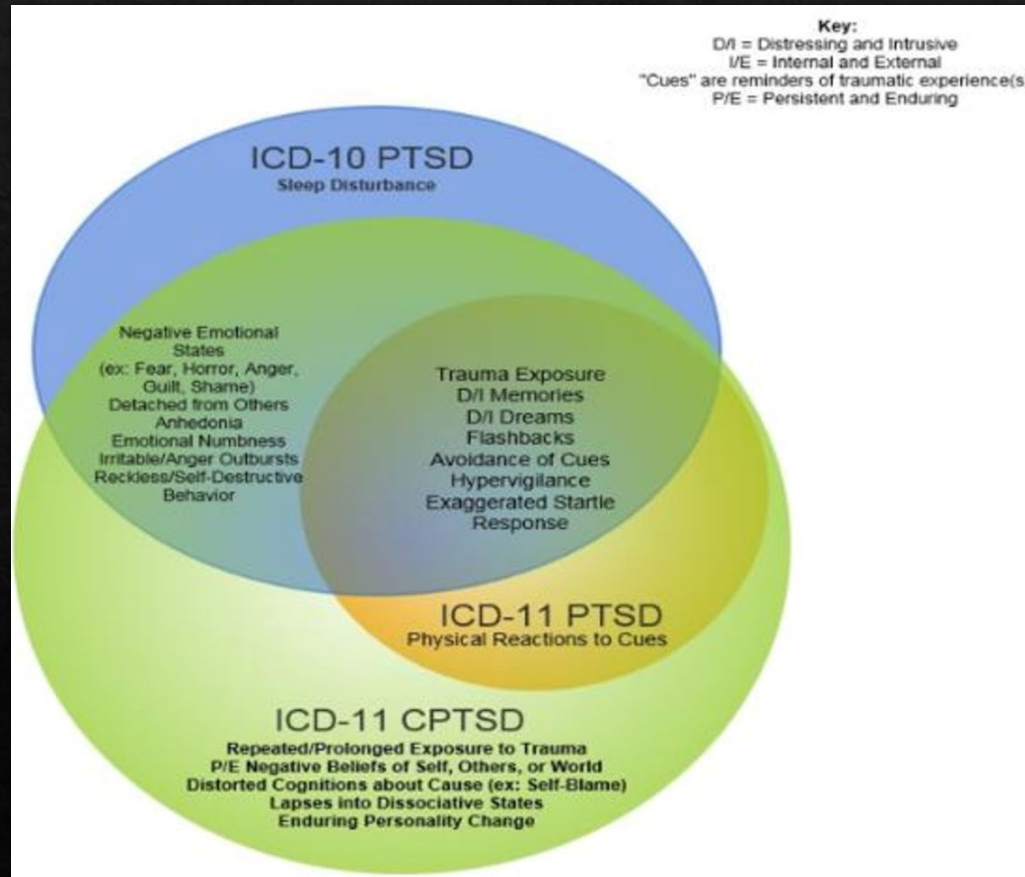 Key:
D/I = Distressing and Intrusive
I/E = Internal and External
"Cues" are reminders of traumatic experience(s
P/E = Persistent and Enduring
ICD-10 PTSD
Sleep Disturbance
Negative Emotional
States
(ex: Fear, Horror, Anger,
Guilt, Shame)
Detached from Others
Anhedonia
Emotional Numbness
Irritable/Anger Outbursts
Reckless/Self-Destructive
Behavior
Trauma Exposure
D/I Memories
D/I Dreams
Flashbacks
Avoidance of Cues
Hypervigilance
Exaggerated Startle
Response
ICD-11 PTSD
Physical Reactions to Cues
ICD-11 CPTSD
Repeated/Prolonged Exposure to Trauma
P/E Negative Beliefs of Self, Others, or World
Distorted Cognitions about Cause (ex: Self-Blame)
Lapses into Dissociative States
Enduring Personality Change